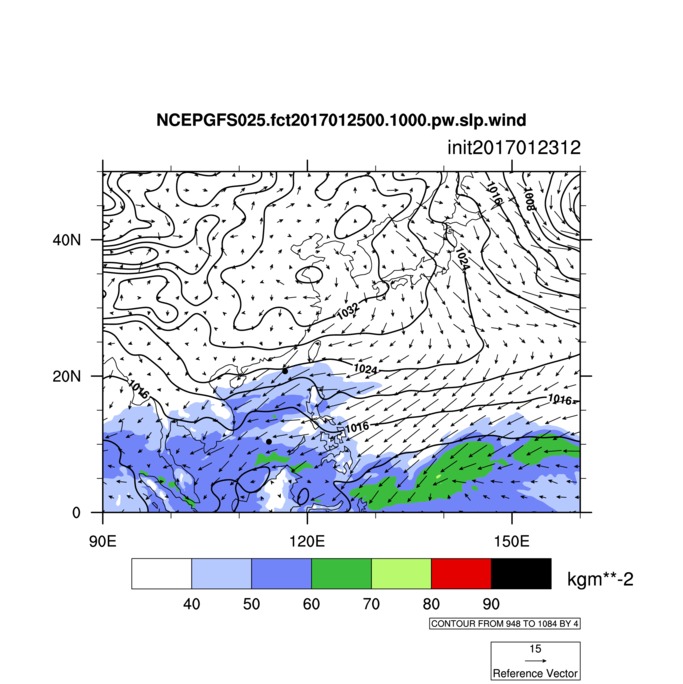 NCEPGFS025.fct2017012500.1000.pw.slp.wind
init2017012312
1016
1008
40N
1024
1032
1024
20N
1016
1016
1016
0
90E 120E 150E
40 50 60 70 80 90
kgm**-2
CONTOUR FROM 948 TO 1084 BY 4
15
Reference Vector